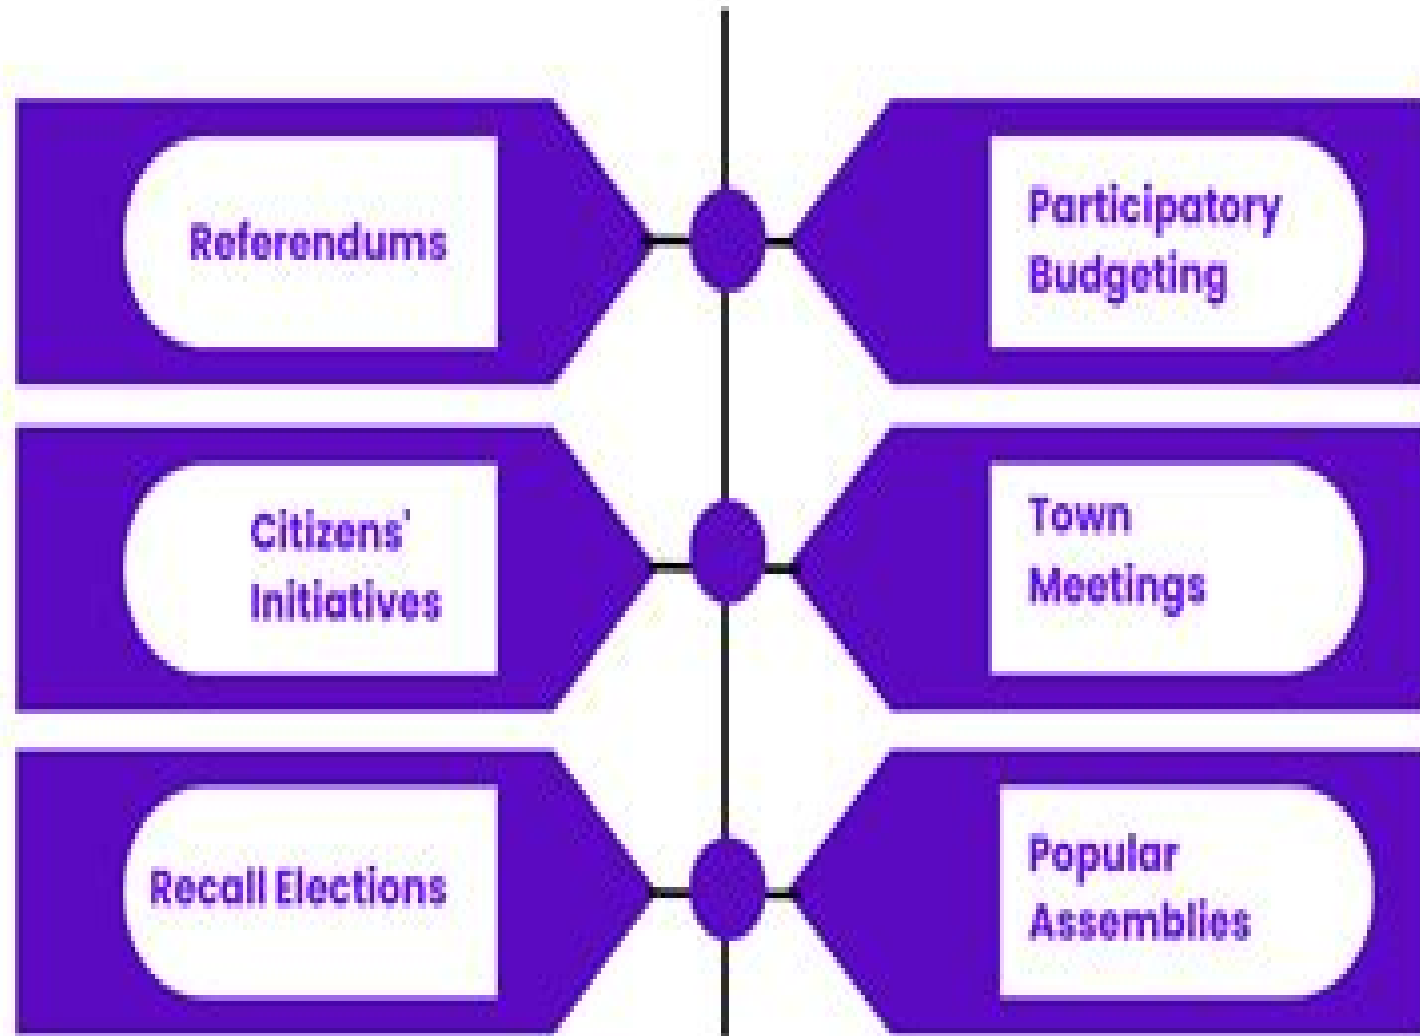 Referendums
Participatory
Budgeting
Citizens'
Initiatives
Town
Meetings
Recall Elections
Popular
Assemblies